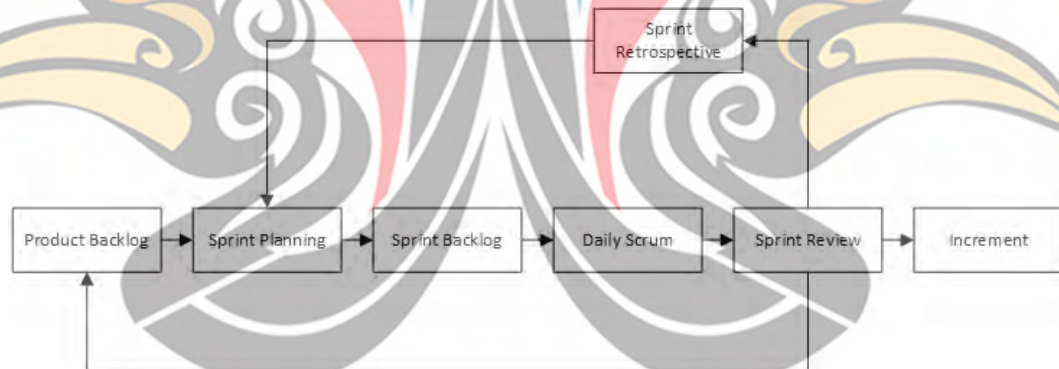 Sprint
Retrospective
Product Backlog
Sprint Planning
Sprint Backlog
Daily Scrum
Sprint Review
Increment